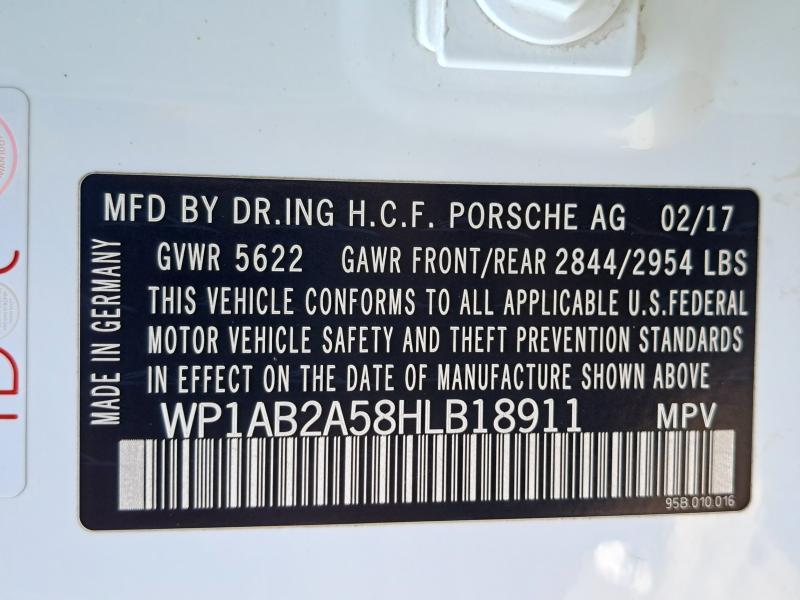 MFD BY DR.ING H.C.F. PORSCHE AG 02/17
GVWR 5622 GAWR FRONT/REAR 2844/2954 LBS
THIS VEHICLE CONFORMS TO ALL APPLICABLE U.S.FEDERAL
MOTOR VEHICLE SAFETY AND THEFT PREVENTION STANDARDS
IN EFFECT ON THE DATE OF MANUFACTURE SHOWN ABOVE
WP1AB2A58HLB18911 MPV
95B.010.016
MADE IN GERMANY